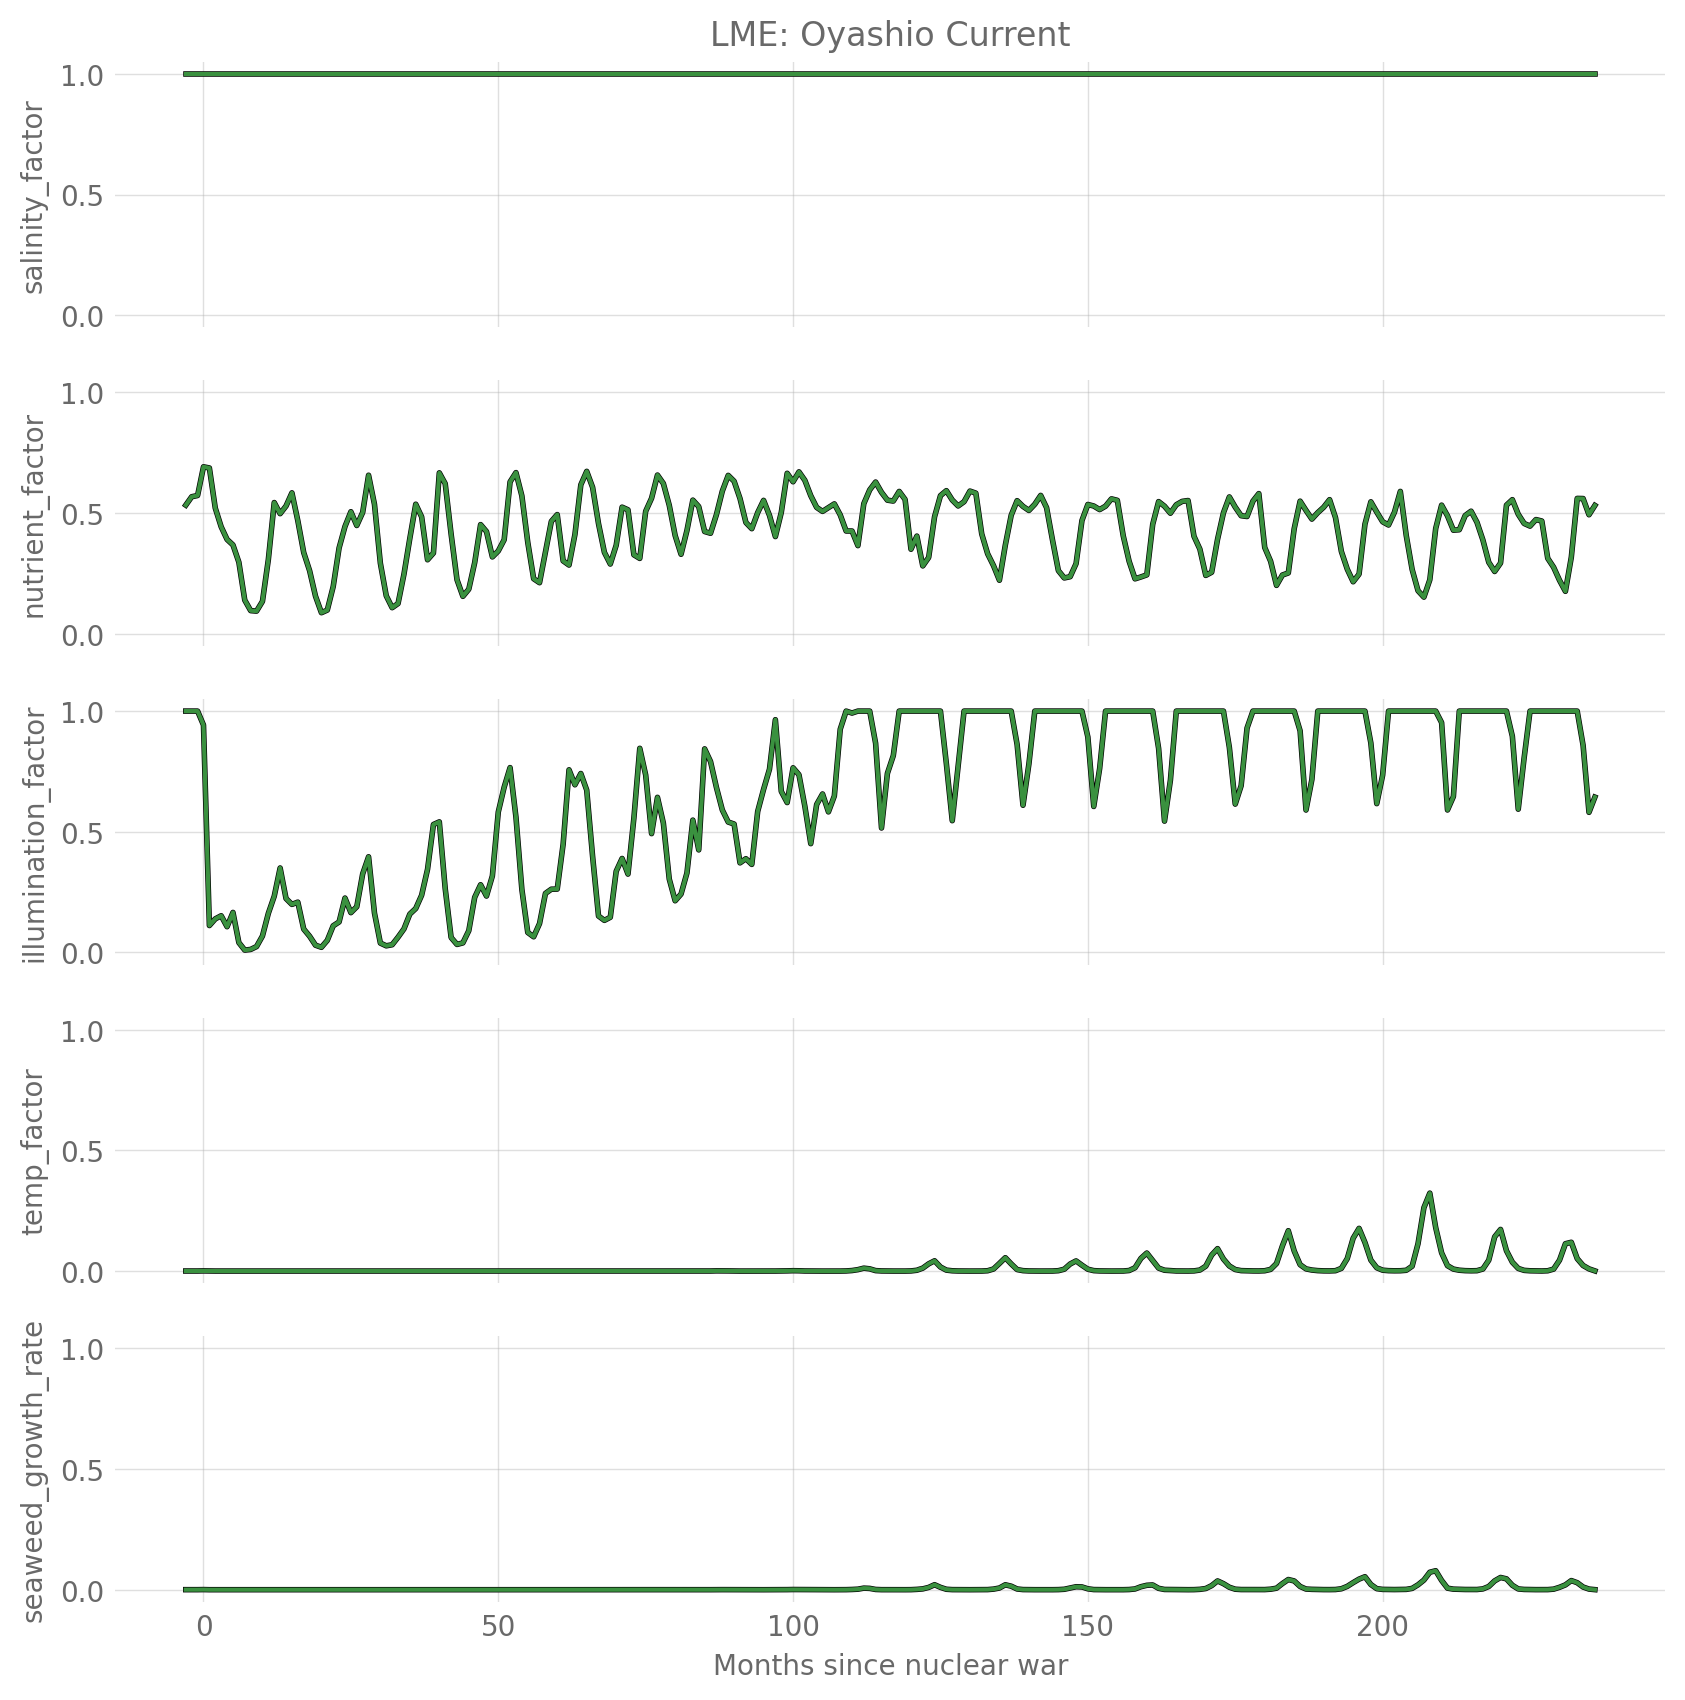 LME: Oyashio Current
1.0
0.5
0.0
salinity_factor
1.0
0.5
0.0
nutrient_factor
1.0
0.5
0.0
illumination_factor
1.0
0.5
0.0
temp_factor
1.0
0.5
0.0
seaweed_growth_rate
0 50 100 150 200
Months since nuclear war